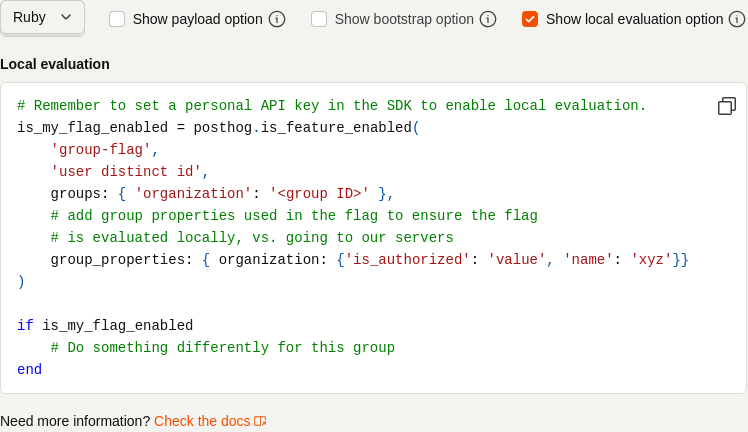 Ruby
Show payload option
Show bootstrap option
Show local evaluation option
Local evaluation
# Remember to set a personal API key in the SDK to enable local evaluation.
is_my_flag_enabled = posthog.is_feature_enabled(
    'group-flag',
    'user distinct id',
    groups: { 'organization': '<group ID>' },
    # add group properties used in the flag to ensure the flag
    # is evaluated locally, vs. going to our servers
    group_properties: { organization: {'is_authorized': 'value', 'name': 'xyz'}}
)
if is_my_flag_enabled
    # Do something differently for this group
end
Need more information? Check the docs